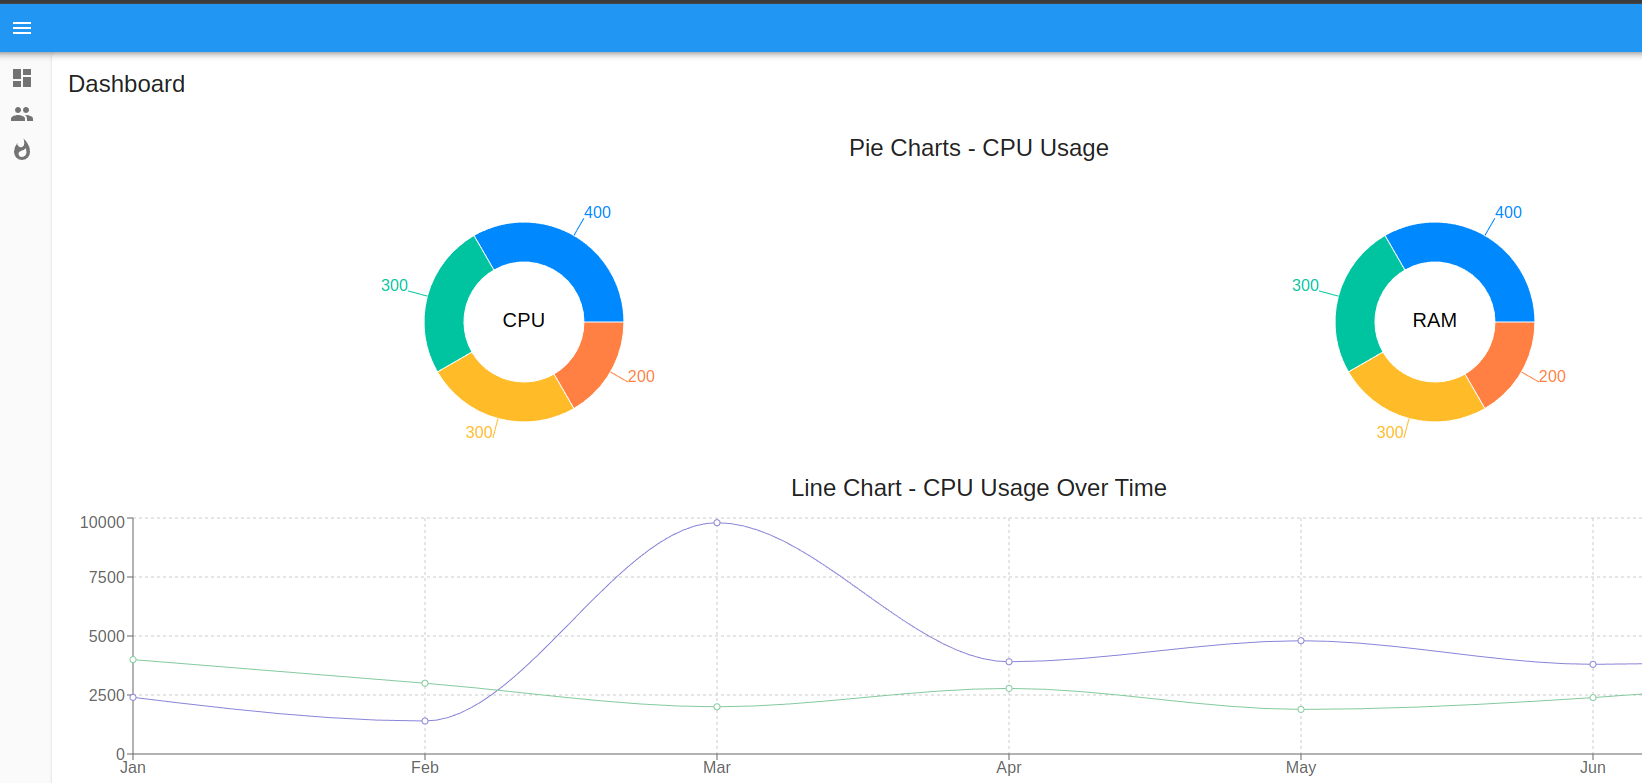 Dashboard
Pie Charts - CPU Usage
400
400
300
300
CPU
RAM
200
200
300
300
Line Chart - CPU Usage Over Time
10000
7500
5000
2500
0
Jan Feb Mar Apr May Jun